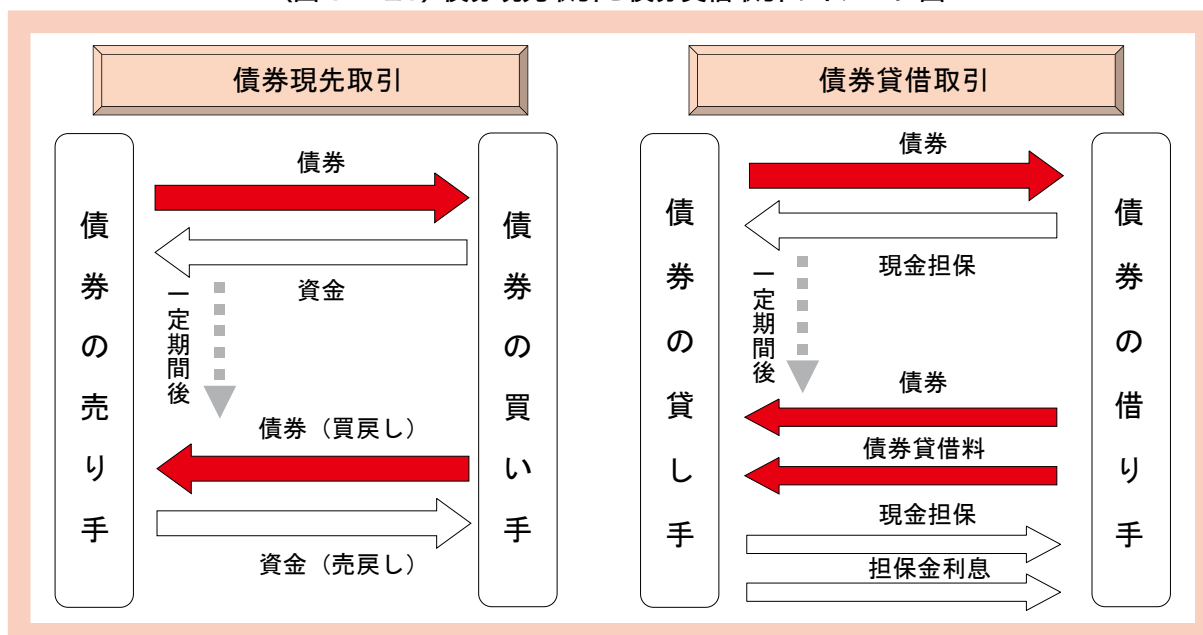 債券現先取引
債券の売り手
債券
資金
一定期間後
債券（買戻し）
資金（売戻し）
債券の買い手
債券貸借取引
債券の貸し手
債券
現金担保
一定期間後
債券
債券貸借料
現金担保
担保金利息
債券の借り手